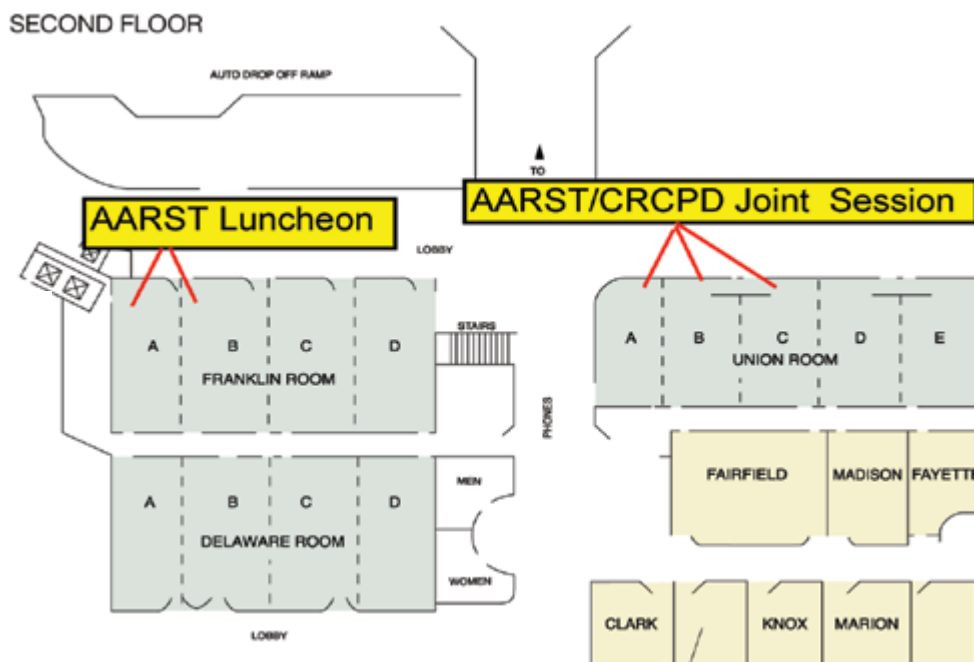 SECOND FLOOR
AUTO DROP OFF RAMP
TO
AARST Luncheon
AARST/CRCPD Joint Session
LOBBY
STAIRS
A B C D
FRANKLIN ROOM
A B C D E
UNION ROOM
PHONES
FAIRFIELD
MADISON
FAYETTE
A B C D
DELAWARE ROOM
MEN
WOMEN
LOBBY
CLARK
KNOX
MARION